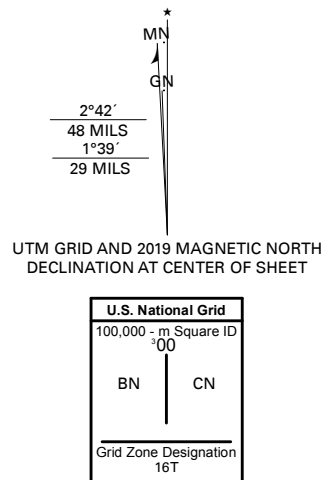 ★
MN
GN
2°42´
48 MILS
1°39´
29 MILS
UTM GRID AND 2019 MAGNETIC NORTH
DECLINATION AT CENTER OF SHEET
U.S. National Grid
100,000 - m Square ID
³00
BN CN
Grid Zone Designation
16T